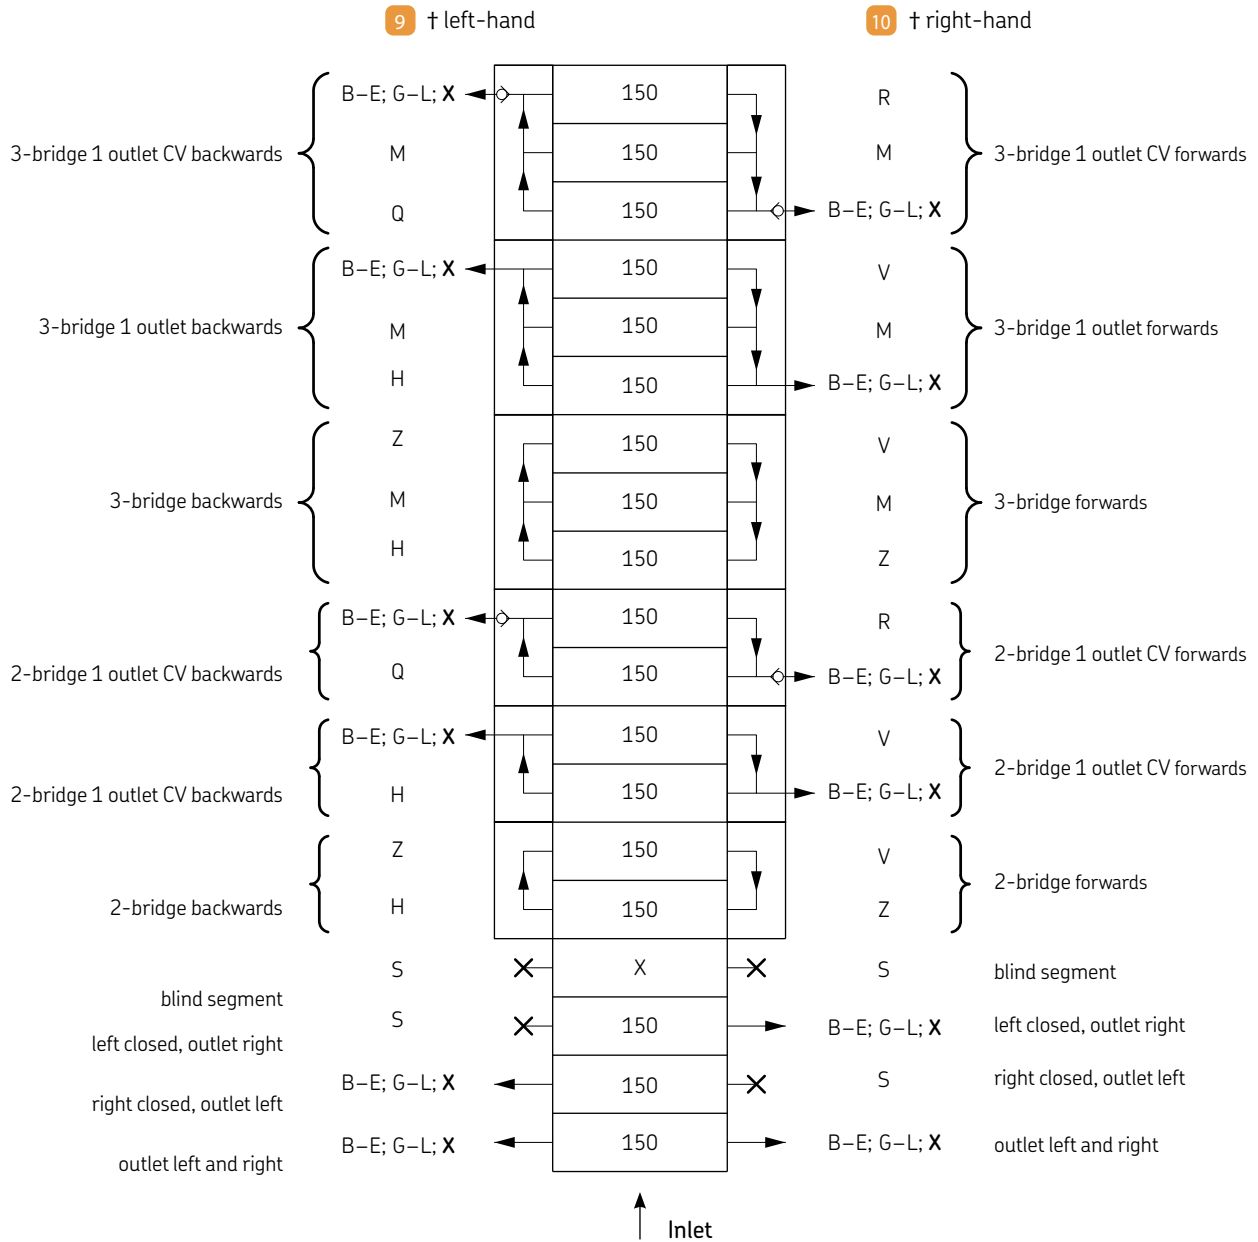 9 † left-hand 10 † right-hand
B–E; G–L; X 150 R
3-bridge 1 outlet CV backwards M 150 M 3-bridge 1 outlet CV forwards
Q 150 B–E; G–L; X
B–E; G–L; X 150 V
3-bridge 1 outlet backwards M 150 M 3-bridge 1 outlet forwards
H 150 B–E; G–L; X
Z 150 V
3-bridge backwards M 150 M 3-bridge forwards
H 150 Z
B–E; G–L; X 150 R
2-bridge 1 outlet CV forwards
2-bridge 1 outlet CV backwards Q 150 B–E; G–L; X
B–E; G–L; X 150 V
2-bridge 1 outlet CV forwards
2-bridge 1 outlet CV backwards H 150 B–E; G–L; X
Z 150 V
2-bridge forwards
2-bridge backwards H 150 Z
S X S blind segment
blind segment
S 150 B–E; G–L; X left closed, outlet right
left closed, outlet right
B–E; G–L; X 150 S right closed, outlet left
right closed, outlet left
B–E; G–L; X 150 B–E; G–L; X outlet left and right
outlet left and right
Inlet